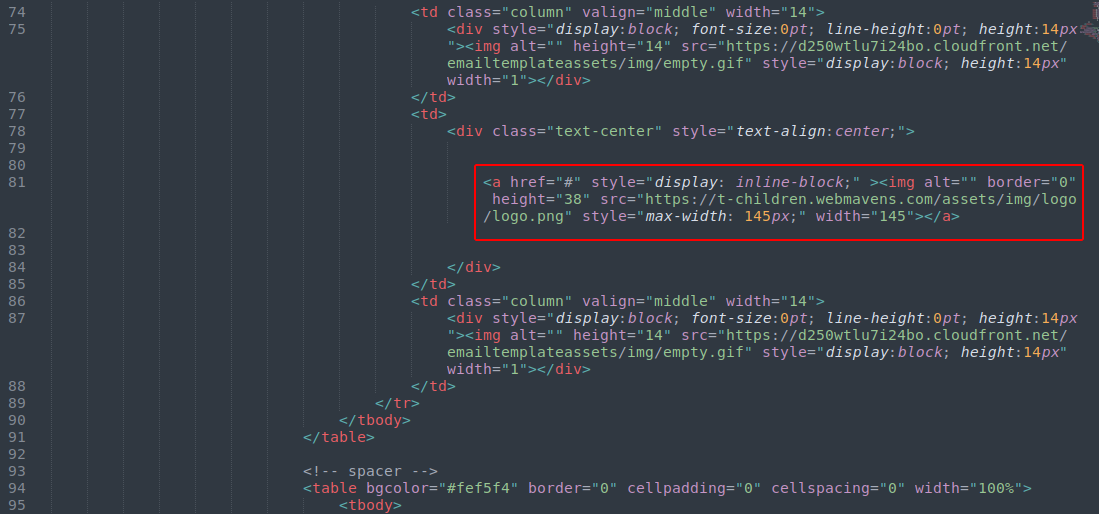 74 <td class="column" valign="middle" width="14">
75 <div style="display:block; font-size:0pt; line-height:0pt; height:14px
"><img alt="" height="14" src="https://d250wtlu7i24bo.cloudfront.net/
emailtemplateassets/img/empty.gif" style="display:block; height:14px"
width="1"></div>
76 </td>
77 <td>
78 <div class="text-center" style="text-align:center;">
79
80
81 <a href="#" style="display: inline-block;" ><img alt="" border="0"
height="38" src="https://t-children.webmavens.com/assets/img/logo
/logo.png" style="max-width: 145px;" width="145"></a>
82
83
84 </div>
85 </td>
86 <td class="column" valign="middle" width="14">
87 <div style="display:block; font-size:0pt; line-height:0pt; height:14px
"><img alt="" height="14" src="https://d250wtlu7i24bo.cloudfront.net/
emailtemplateassets/img/empty.gif" style="display:block; height:14px"
width="1"></div>
88 </td>
89 </tr>
90 </tbody>
91 </table>
92
93 <!-- spacer -->
94 <table bgcolor="#fef5f4" border="0" cellpadding="0" cellspacing="0" width="100%">
95 <tbody>